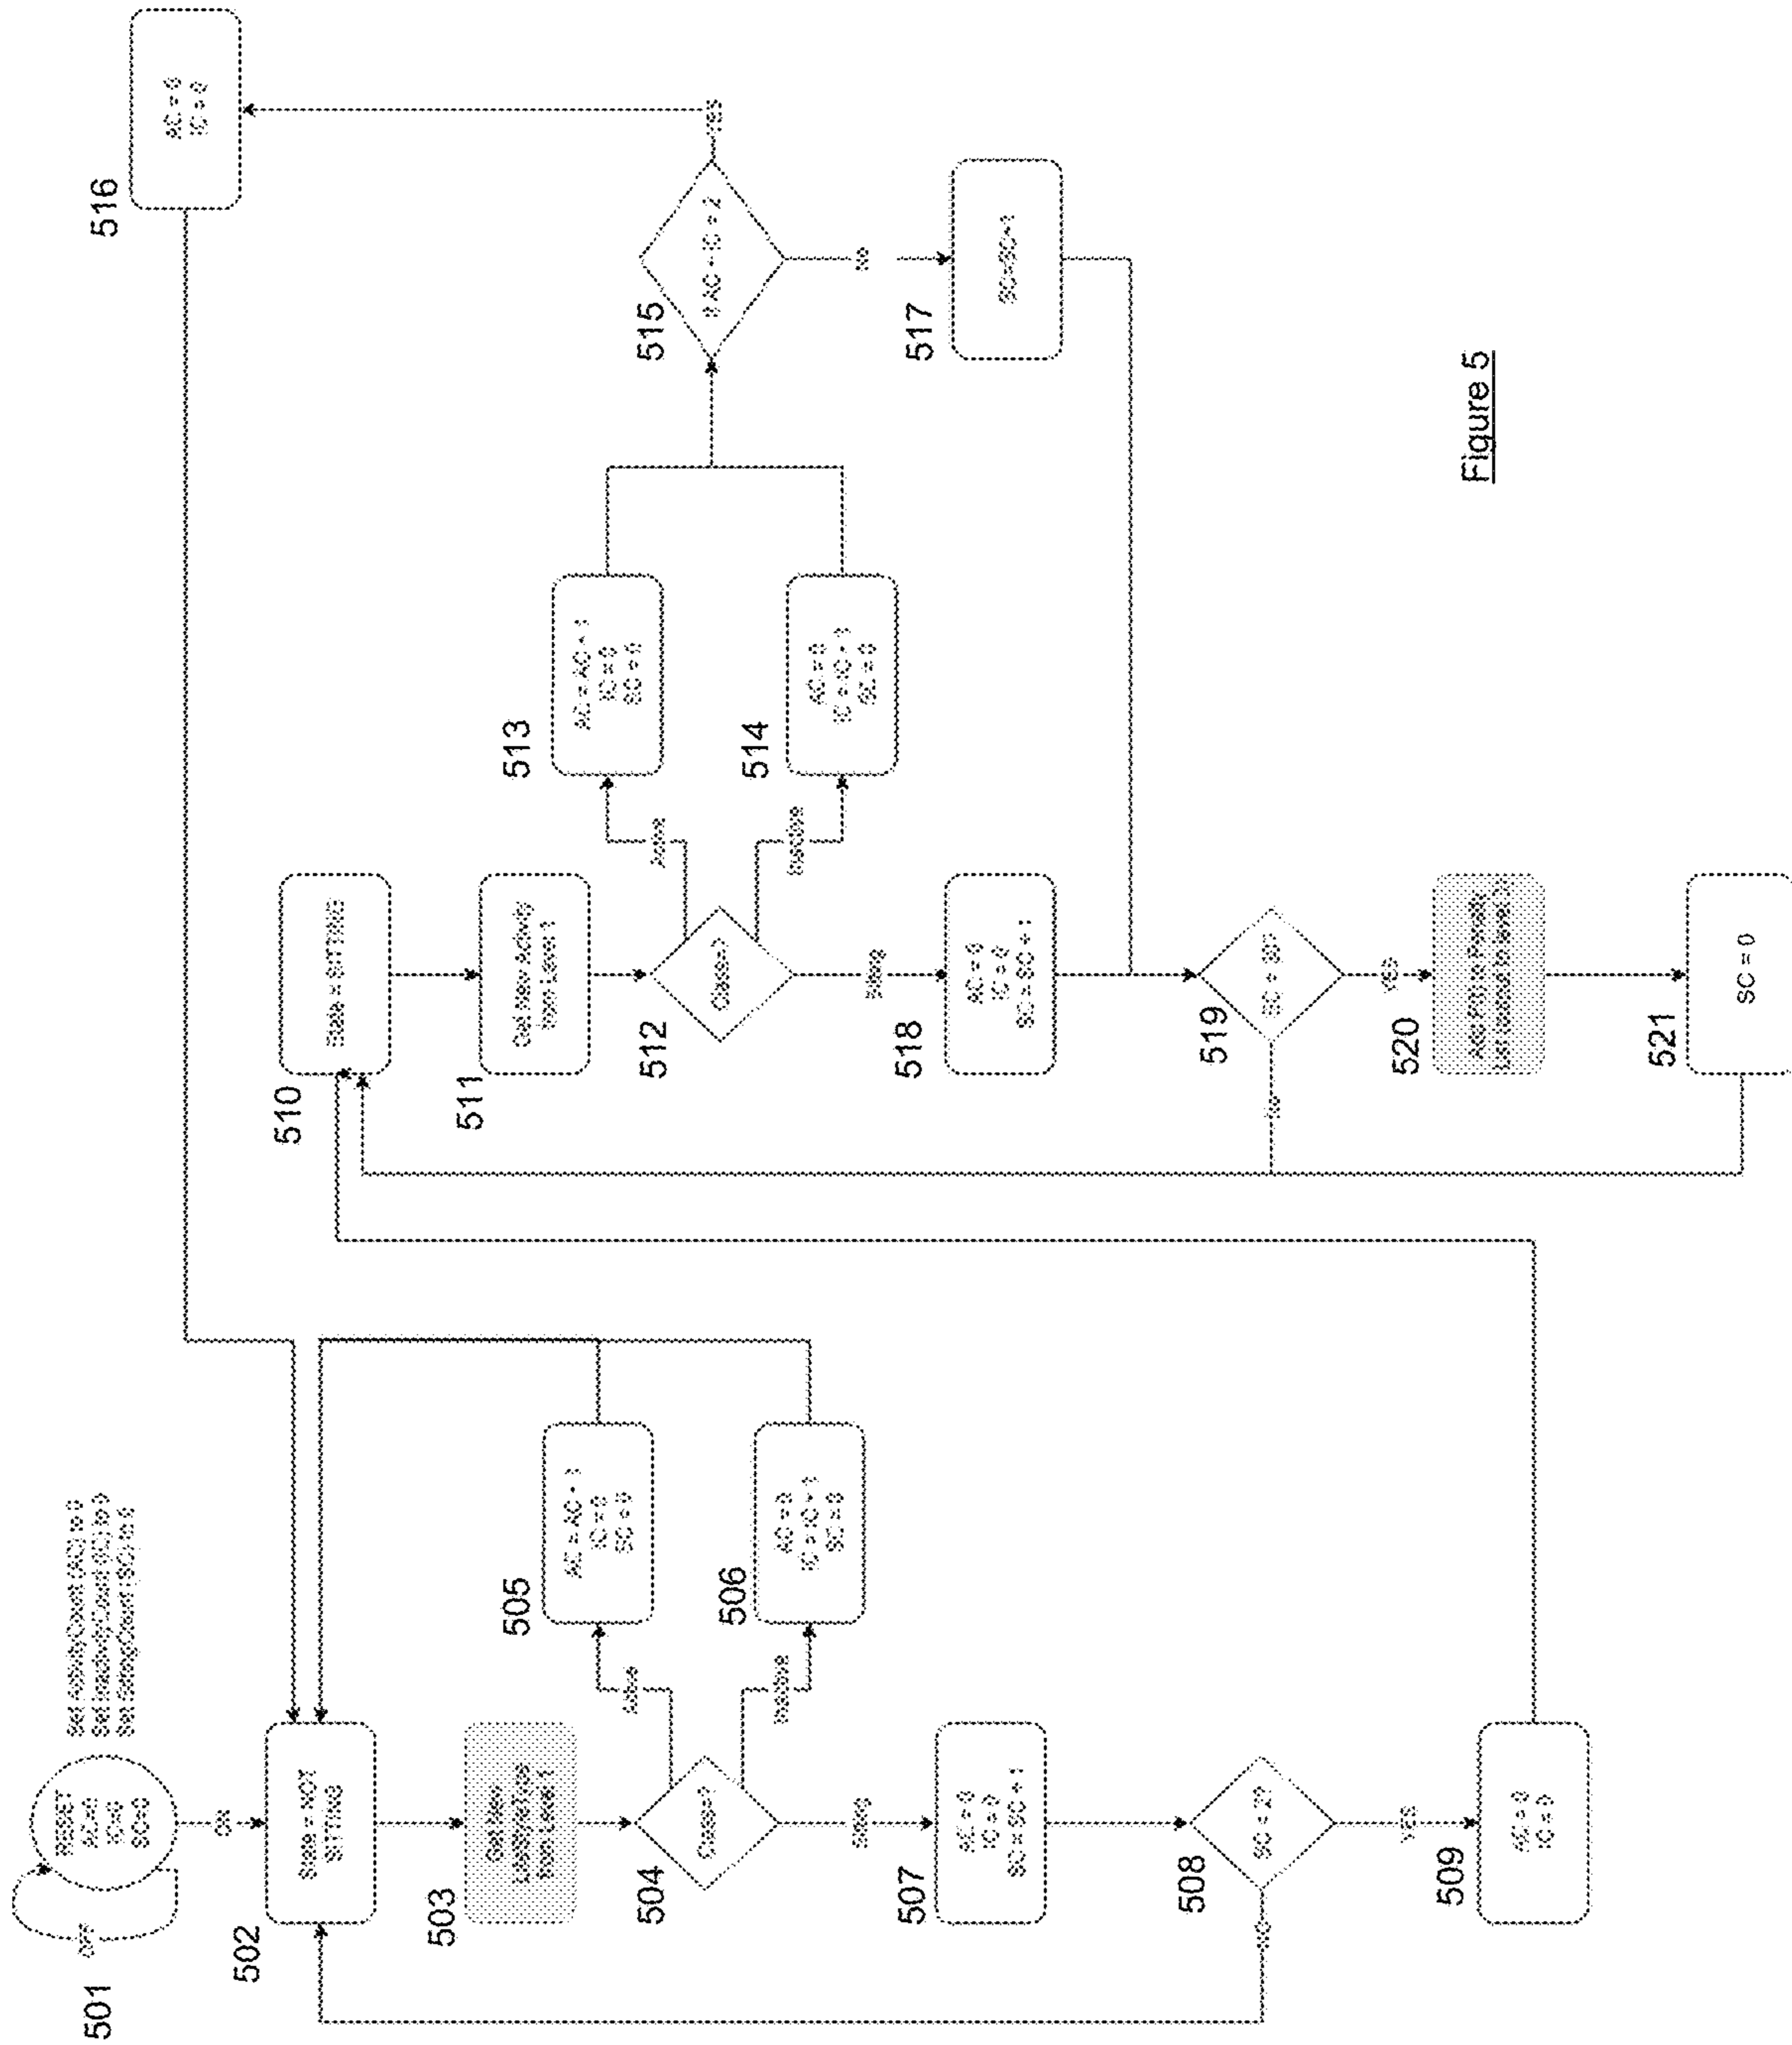 501
RESET
AC=0
IC=0
SC=0
OFF
ON
Set ActivityCount (AC) to 0
Set InactivityCount (IC) to 0
Set SittingCount (SC) to 0
502
State = NOT
SITTING
503
Get New
from Level 1
504
Class=?
Active
Inactive
Sitting
505
AC = AC + 1
IC = 0
SC = 0
506
AC = 0
IC = IC + 1
SC = 0
507
AC = 0
IC = 0
SC = SC + 1
508
NO
YES
509
AC = 0
IC = 0
510
State = SITTING
511
Get New Activity
from Level 1
512
Class=?
Active
Inactive
Sitting
513
AC = AC + 1
IC = 0
SC = 0
514
AC = 0
IC = IC + 1
SC = 0
515
YES
No
516
AC = 0
IC = 0
517
SC=SC+1
518
AC = 0
IC = 0
SC = SC + 1
519
No
YES
520
521
SC = 0
Figure 5